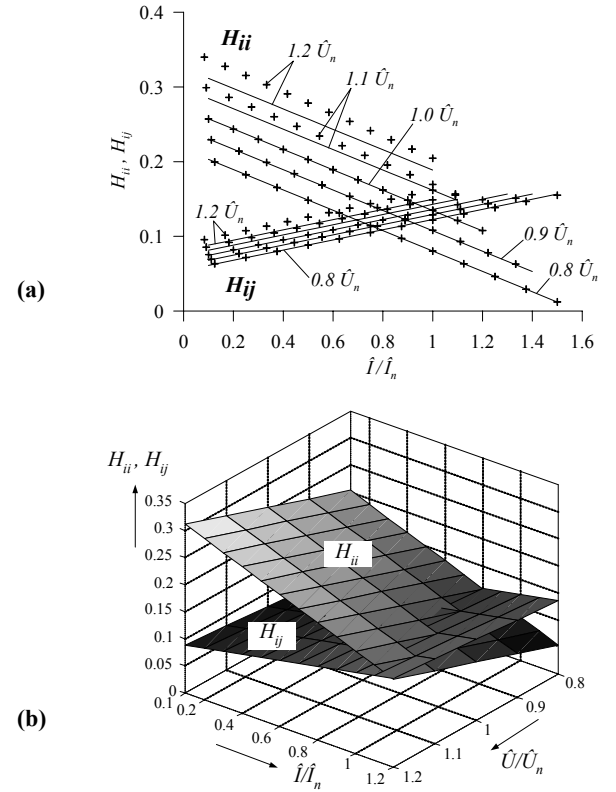 0.4
H_ii
1.2 Û_n
1.1 Û_n
0.3
1.0 Û_n
H_ii , H_ij
0.2
1.2 Û_n
0.1
0.9 Û_n
0.8 Û_n
0.8 Û_n
(a)
H_ij
0
0 0.2 0.4 0.6 0.8 1 1.2 1.4 1.6
Î/Î_n
H_ii , H_ij
0.35
0.3
0.25
0.2
0.15
0.1
0.05
0
H_ii
H_ij
0.1
0.2
0.4
0.6
0.8
1
1.2
0.8
0.9
1
1.1
1.2
(b)
Î/Î_n
Û/Û_n